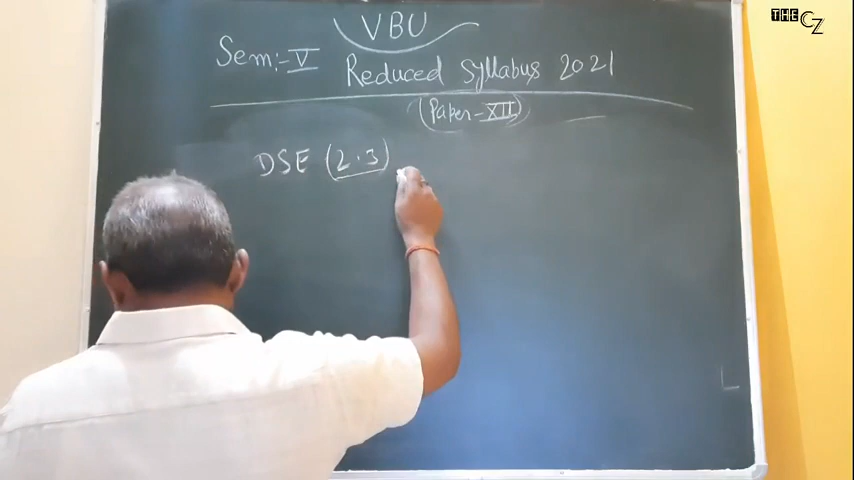 VBU
Sem:- V
Reduced Syllabus 2021
(Paper-XII)
DSE (2.3)
THE CZ